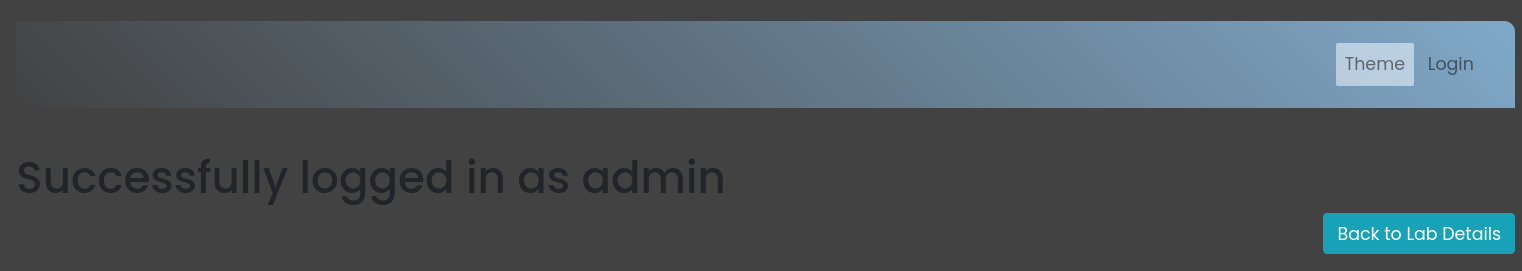 Theme Login
Successfully logged in as admin
Back to Lab Details